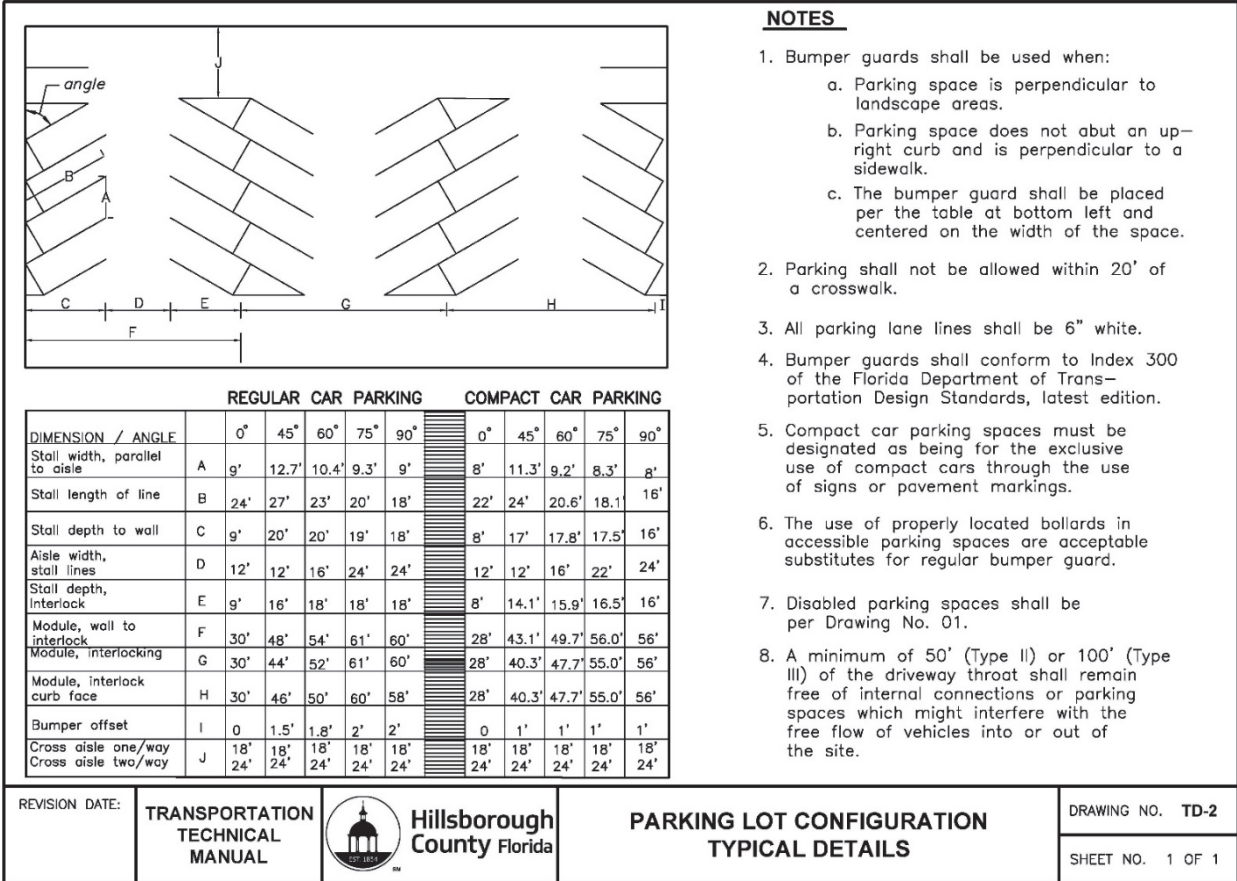 angle
J
B
A
C D E G H I
F
REGULAR CAR PARKING COMPACT CAR PARKING
DIMENSION / ANGLE 0° 45° 60° 75° 90° 0° 45° 60° 75° 90°
Stall width, parallel
to aisle A 9' 12.7' 10.4' 9.3' 9' 8' 11.3' 9.2' 8.3' 8'
Stall length of line B 24' 27' 23' 20' 18' 22' 24' 20.6' 18.1' 16'
Stall depth to wall C 9' 20' 20' 19' 18' 8' 17' 17.8' 17.5' 16'
Aisle width,
stall lines D 12' 12' 16' 24' 24' 12' 12' 16' 22' 24'
Stall depth,
Interlock E 9' 16' 18' 18' 18' 8' 14.1' 15.9' 16.5' 16'
Module, wall to
interlock F 30' 48' 54' 61' 60' 28' 43.1' 49.7' 56.0' 56'
Module, interlocking G 30' 44' 52' 61' 60' 28' 40.3' 47.7' 55.0' 56'
Module, interlock
curb face H 30' 46' 50' 60' 58' 28' 40.3' 47.7' 55.0' 56'
Bumper offset I 0 1.5' 1.8' 2' 2' 0 1' 1' 1' 1'
Cross aisle one/way J 18' 18' 18' 18' 18' 18' 18' 18' 18' 18'
Cross aisle two/way 24' 24' 24' 24' 24' 24' 24' 24' 24' 24'
NOTES
1. Bumper guards shall be used when:
a. Parking space is perpendicular to
landscape areas.
b. Parking space does not abut an up-
right curb and is perpendicular to a
sidewalk.
c. The bumper guard shall be placed
per the table at bottom left and
centered on the width of the space.
2. Parking shall not be allowed within 20' of
a crosswalk.
3. All parking lane lines shall be 6" white.
4. Bumper guards shall conform to Index 300
of the Florida Department of Trans-
portation Design Standards, latest edition.
5. Compact car parking spaces must be
designated as being for the exclusive
use of compact cars through the use
of signs or pavement markings.
6. The use of properly located bollards in
accessible parking spaces are acceptable
substitutes for regular bumper guard.
7. Disabled parking spaces shall be
per Drawing No. 01.
8. A minimum of 50' (Type II) or 100' (Type
III) of the driveway throat shall remain
free of internal connections or parking
spaces which might interfere with the
free flow of vehicles into or out of
the site.
REVISION DATE:
TRANSPORTATION
TECHNICAL
MANUAL
EST. 1834
SM
Hillsborough
County Florida
PARKING LOT CONFIGURATION
TYPICAL DETAILS
DRAWING NO. TD-2
SHEET NO. 1 OF 1